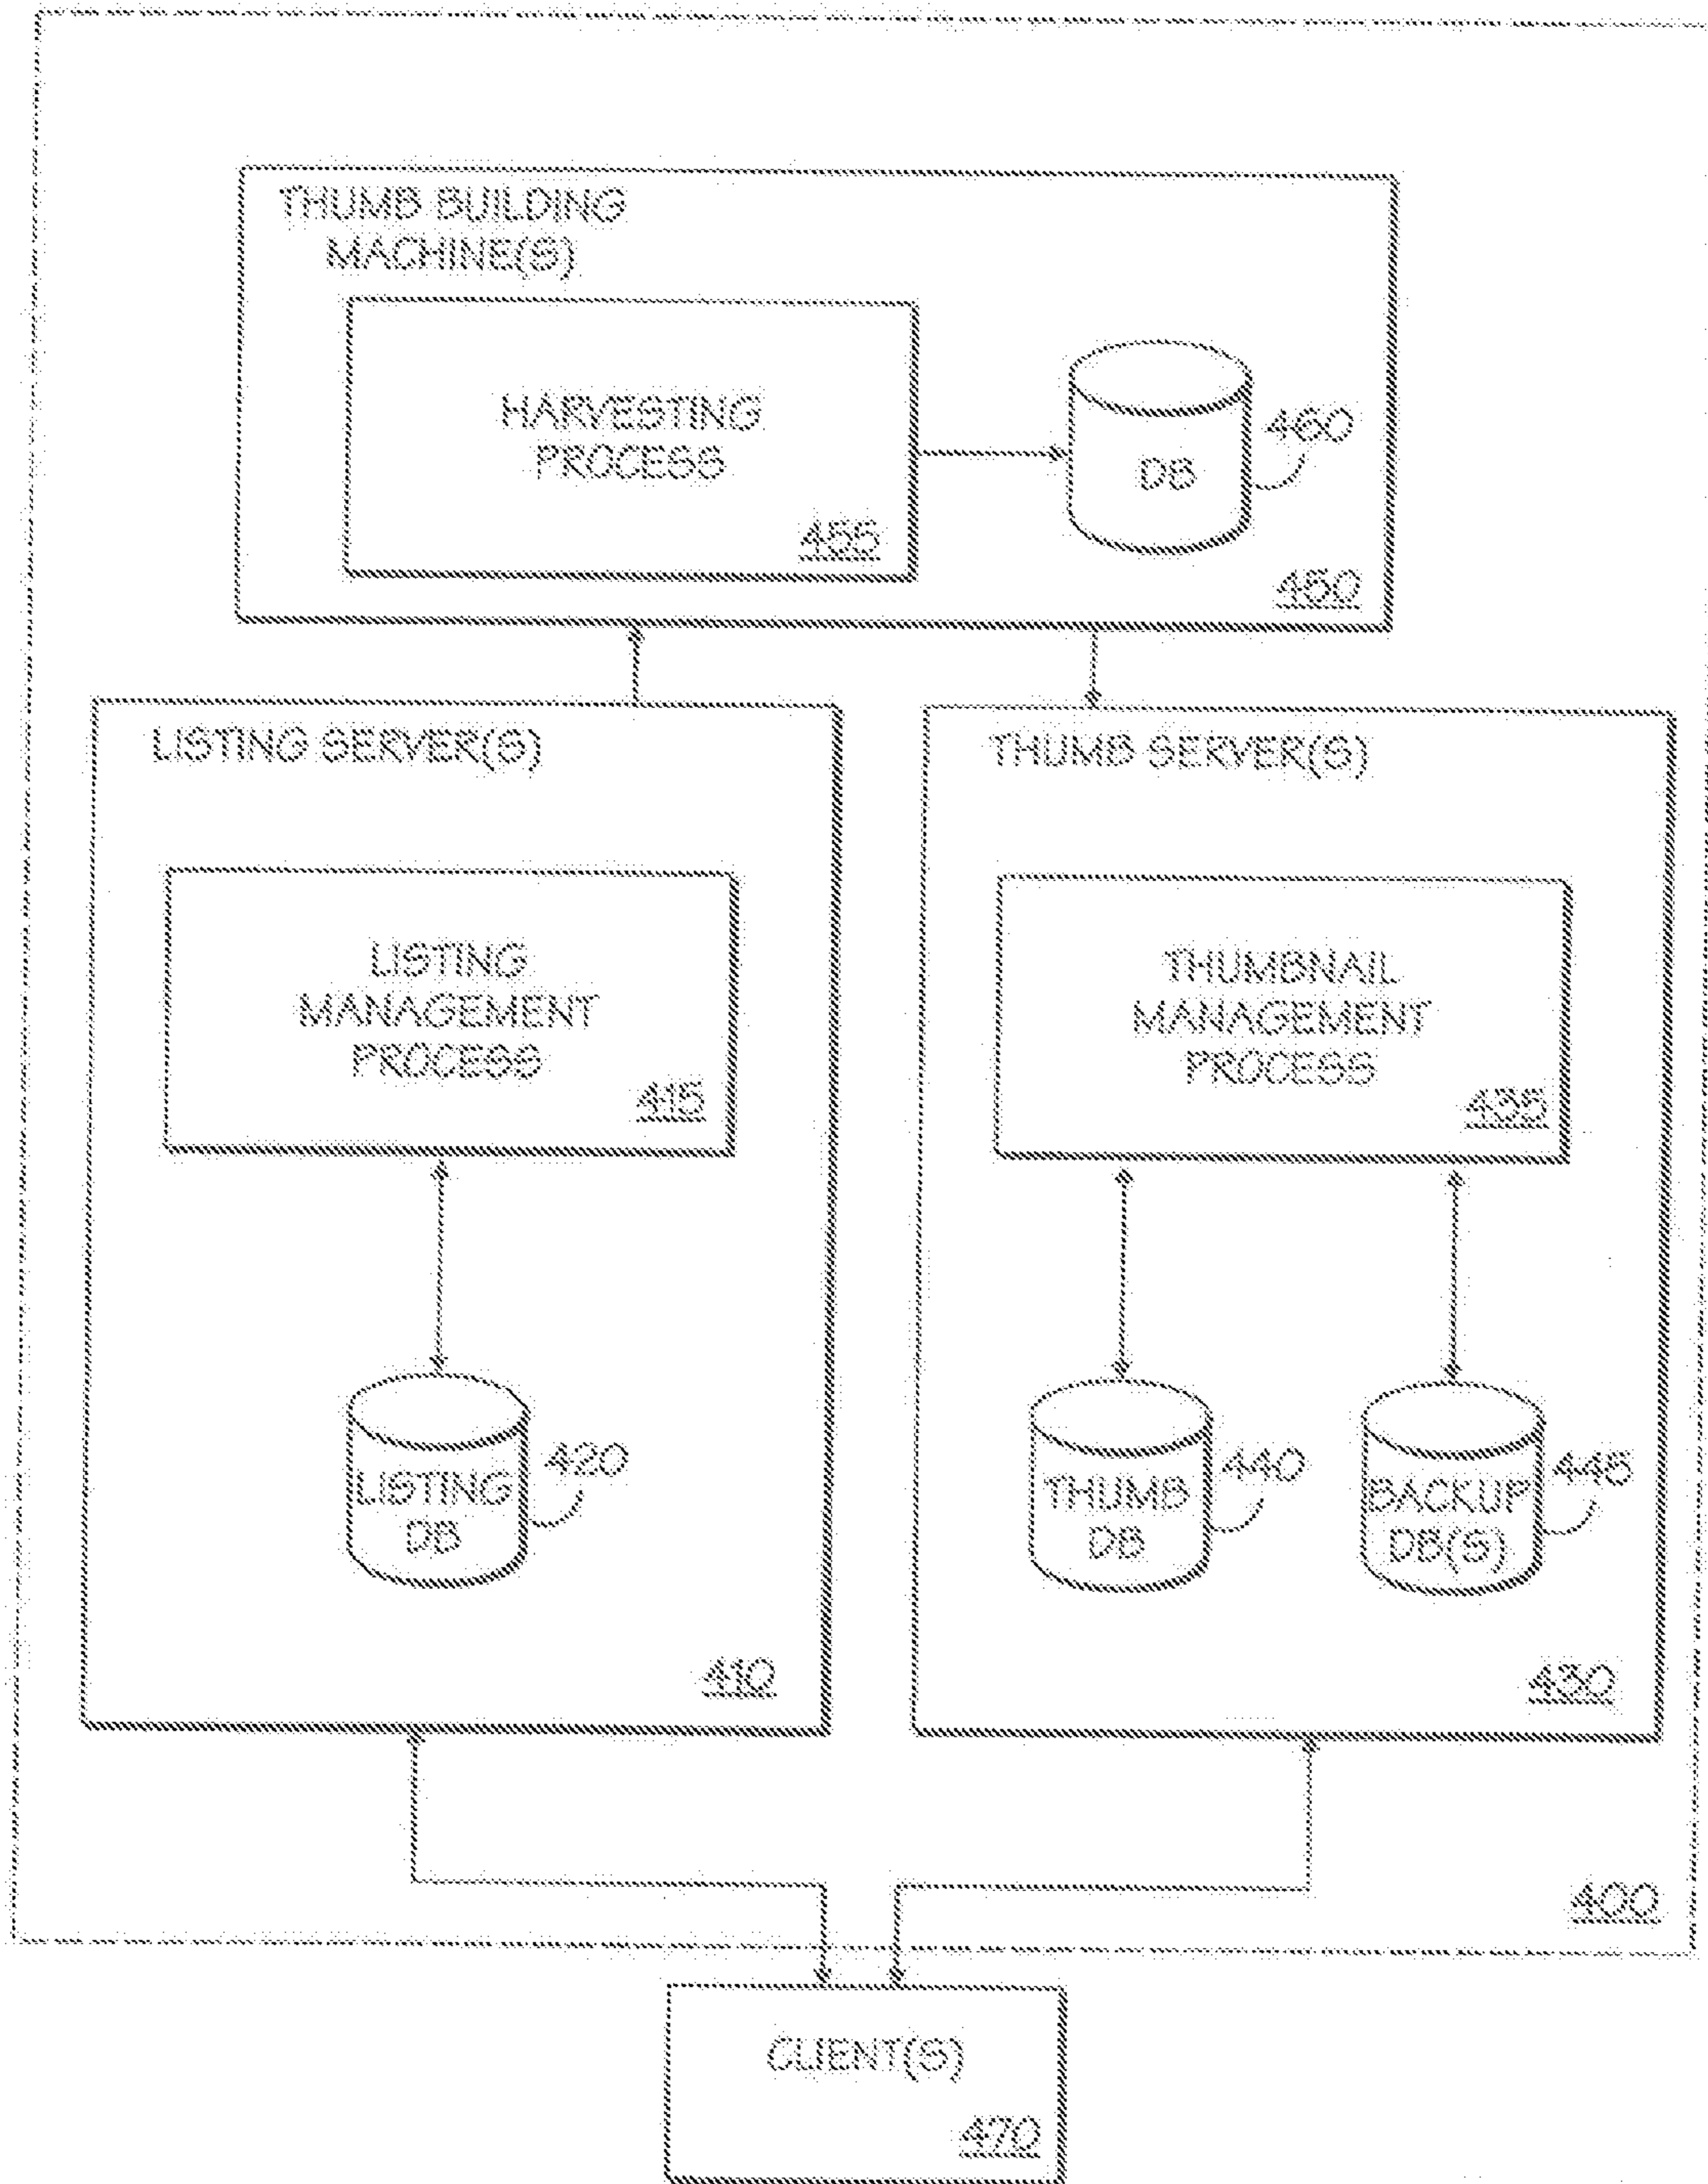 THUMB BUILDING
MACHINE(S)
HARVESTING
PROCESS
455
DB
460
450
LISTING SERVER(S)
LISTING
MANAGEMENT
PROCESS
415
LISTING
DB
420
410
THUMB SERVER(S)
THUMBNAIL
MANAGEMENT
PROCESS
435
THUMB
DB
440
BACKUP
DB(S)
445
430
400
CLIENT(S)
470